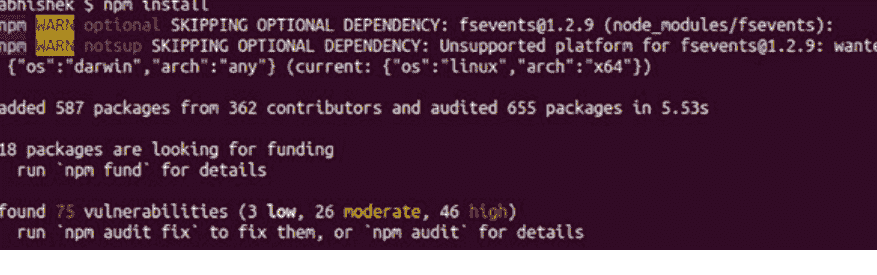 abhishek $ npm install
npm WARN optional SKIPPING OPTIONAL DEPENDENCY: fsevents@1.2.9 (node_modules/fsevents):
npm WARN notsup SKIPPING OPTIONAL DEPENDENCY: Unsupported platform for fsevents@1.2.9: wante
{"os":"darwin","arch":"any"} (current: {"os":"linux","arch":"x64"})
added 587 packages from 362 contributors and audited 655 packages in 5.53s
18 packages are looking for funding
run `npm fund` for details
found 75 vulnerabilities (3 low, 26 moderate, 46 high)
run `npm audit fix` to fix them, or `npm audit` for details